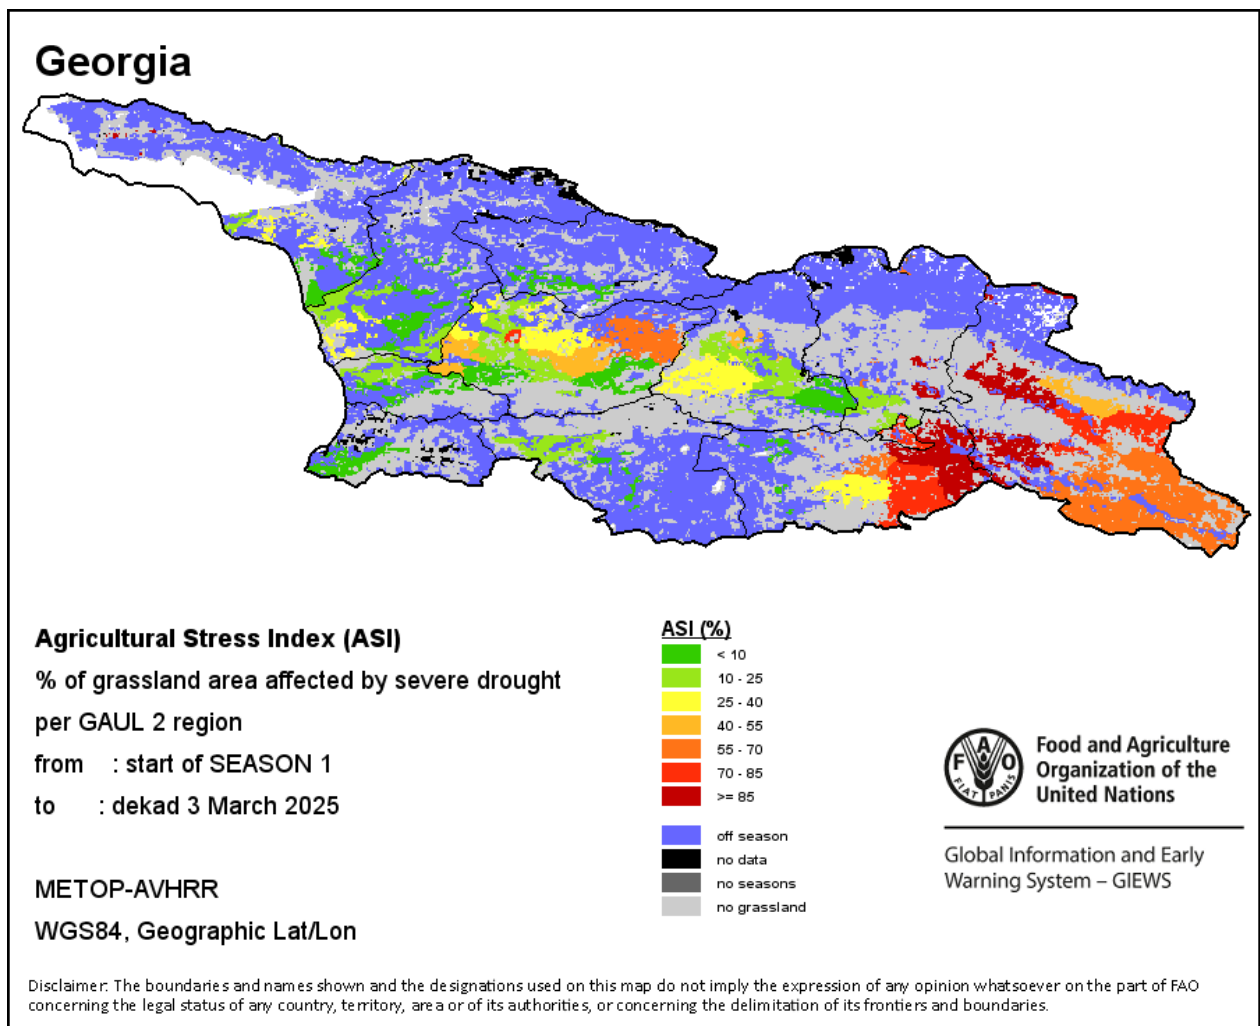 Georgia
Agricultural Stress Index (ASI)
% of grassland area affected by severe drought
per GAUL 2 region
from : start of SEASON 1
to : dekad 3 March 2025
METOP-AVHRR
WGS84, Geographic Lat/Lon
ASI (%)
< 10
10 - 25
25 - 40
40 - 55
55 - 70
70 - 85
>= 85
off season
no data
no seasons
no grassland
F A O
FIAT PANIS
Food and Agriculture
Organization of the
United Nations
Global Information and Early
Warning System – GIEWS
Disclaimer: The boundaries and names shown and the designations used on this map do not imply the expression of any opinion whatsoever on the part of FAO
concerning the legal status of any country, territory, area or of its authorities, or concerning the delimitation of its frontiers and boundaries.